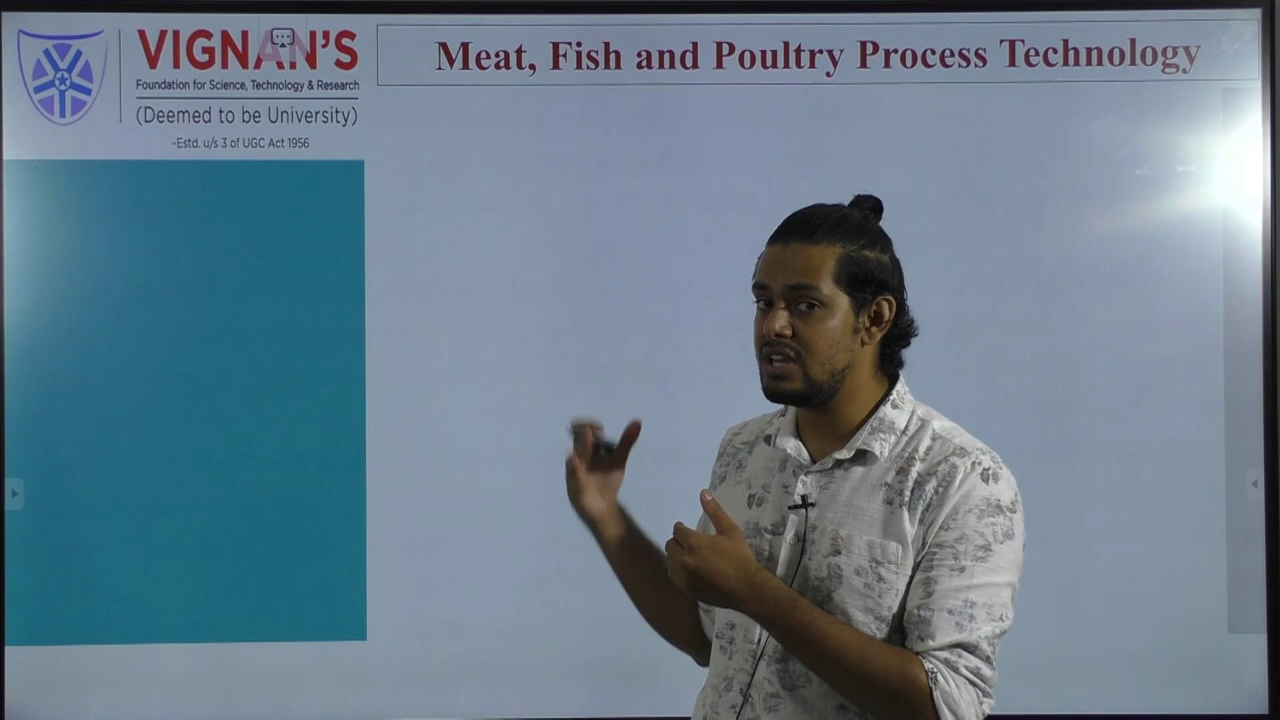 VIGNAN'S
Foundation for Science, Technology & Research
(Deemed to be University)
-Estd. u/s 3 of UGC Act 1956
Meat, Fish and Poultry Process Technology